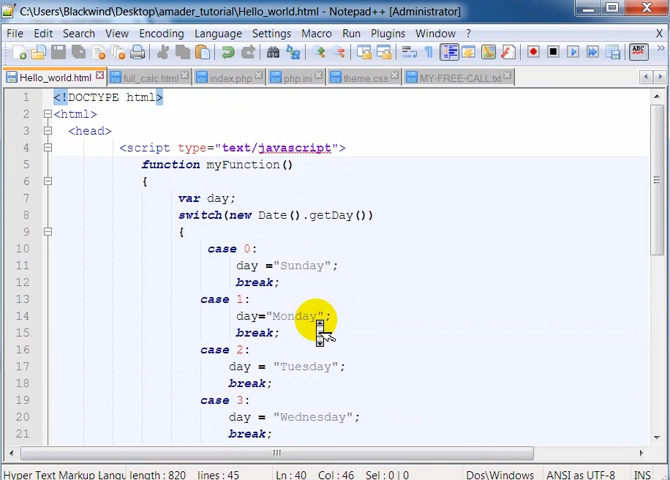 C:\Users\Blackwind\Desktop\amader_tutorial\Hello_world.html - Notepad++ [Administrator]
File Edit Search View Encoding Language Settings Macro Run Plugins Window ?
Hello_world.html full_calc.html index.php php.ini theme.css MY-FREE-CALL.txt
1 <!DOCTYPE html>
2 <html>
3 <head>
4 <script type="text/javascript">
5 function myFunction()
6 {
7 var day;
8 switch(new Date().getDay())
9 {
10 case 0:
11 day ="Sunday";
12 break;
13 case 1:
14 day="Monday";
15 break;
16 case 2:
17 day = "Tuesday";
18 break;
19 case 3:
20 day = "Wednesday";
21 break;
Hyper Text Markup Langu length : 820 lines : 45 Ln : 40 Col : 46 Sel : 0 | 0 Dos\Windows ANSI as UTF-8 INS